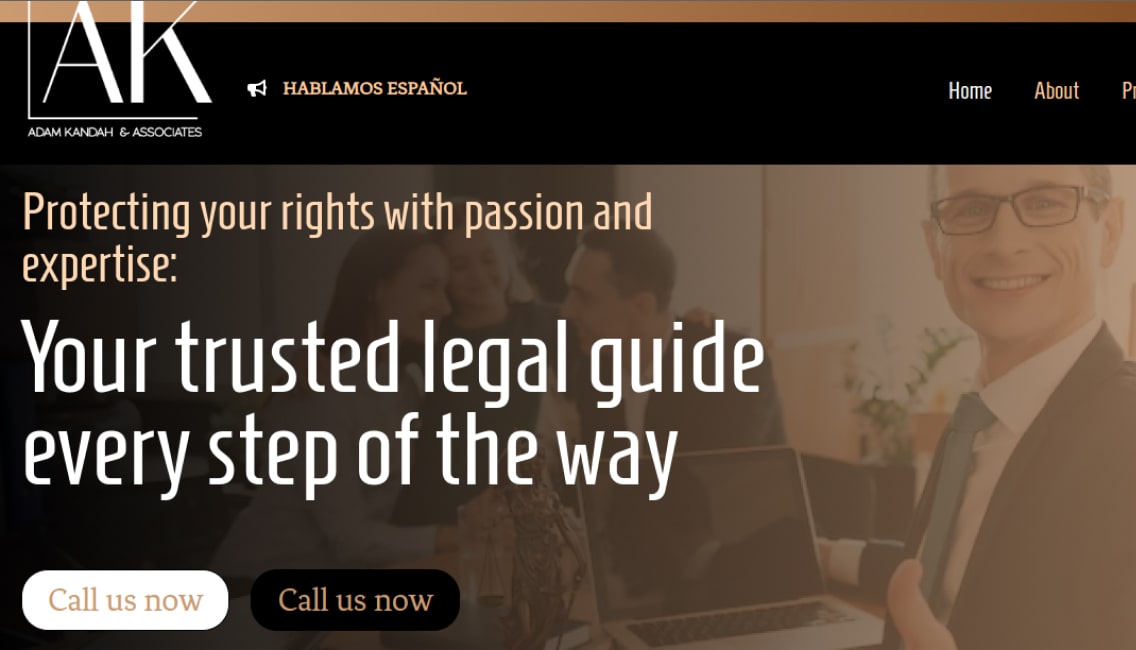 AK
ADAM KANDAH & ASSOCIATES
HABLAMOS ESPAÑOL
Home About
Protecting your rights with passion and
expertise:
Your trusted legal guide
every step of the way
Call us now Call us now